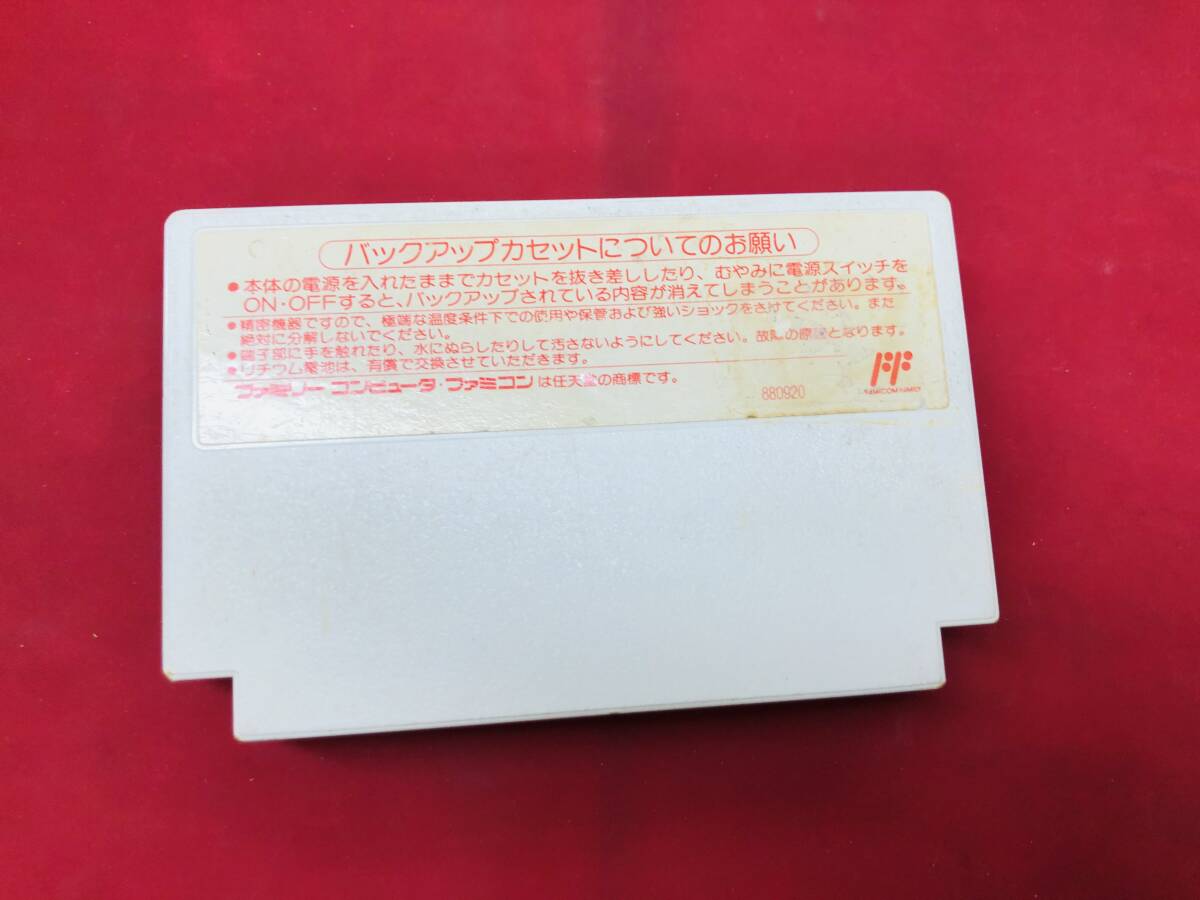 バックアップカセットについてのお願い
●本体の電源を入れたままでカセットを抜き差ししたり、むやみに電源スイッチを
ON・OFFすると、バックアップされている内容が消えてしまうことがあります。
●精密機器ですので、極端な温度条件下での使用や保管および強いショックをさけてください。また
絶対に分解しないでください。
●端子部に手を触れたり、水にぬらしたりして汚さないようにしてください。故障の原因となります。
●リチウム電池は、有償で交換させていただきます。
ファミリーコンピュータ・ファミコンは任天堂の商標です。
880920